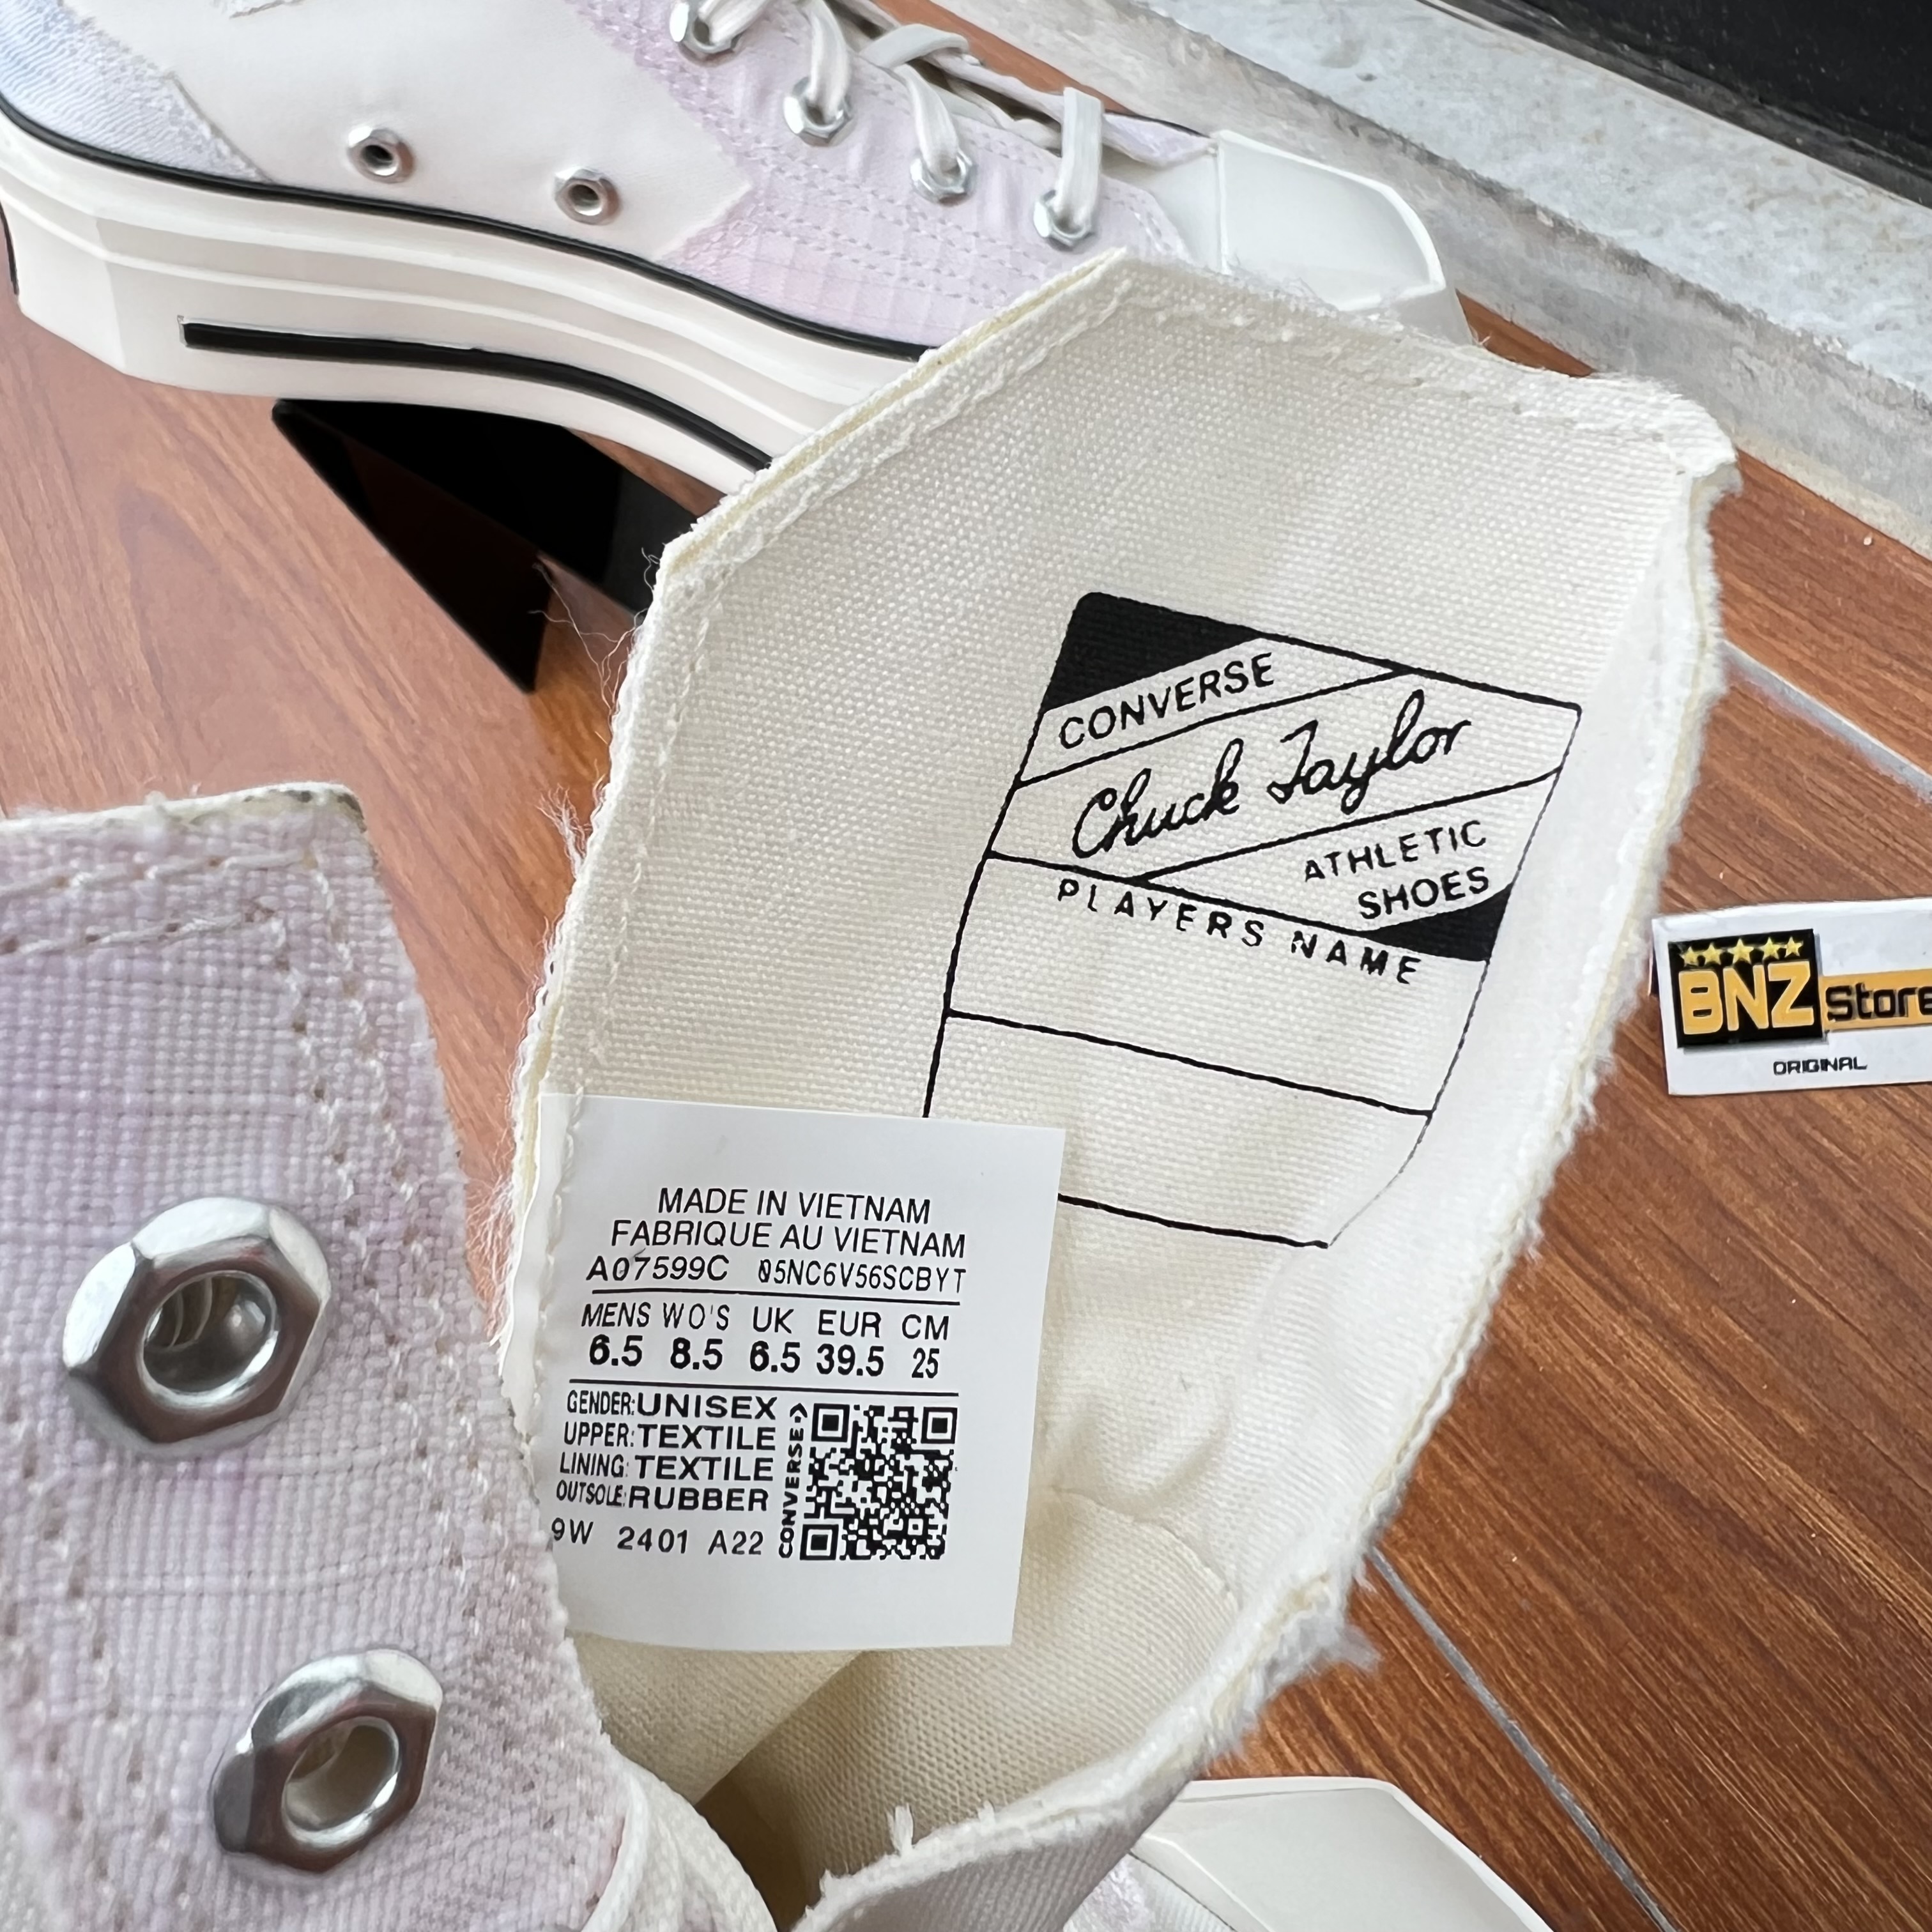 CONVERSE
Chuck Taylor
ATHLETIC
SHOES
PLAYERS NAME
BNZ Store
ORIGINAL
MADE IN VIETNAM
FABRIQUE AU VIETNAM
A07599C 05NC6V56SCBYT
MENS WO'S UK EUR CM
6.5 8.5 6.5 39.5 25
GENDER: UNISEX
UPPER: TEXTILE
LINING: TEXTILE
OUTSOLE: RUBBER
9W 2401 A22
CONVERSE